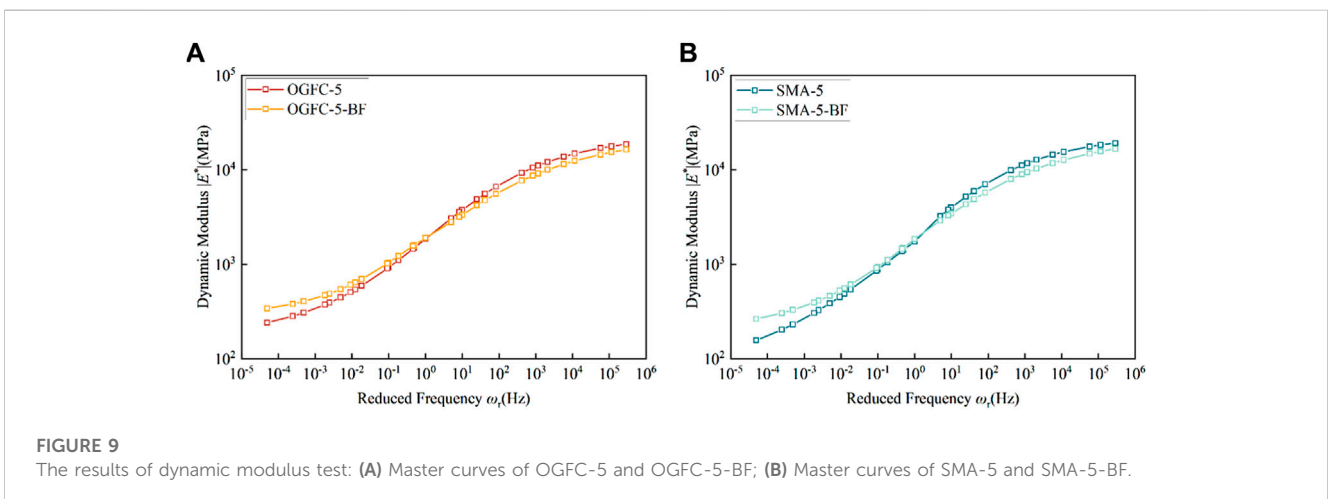 A
10^5
10^4
10^3
10^2
Dynamic Modulus |E*|(MPa)
OGFC-5
OGFC-5-BF
10^-5 10^-4 10^-3 10^-2 10^-1 10^0 10^1 10^2 10^3 10^4 10^5 10^6
Reduced Frequency ω_r(Hz)
B
10^5
10^4
10^3
10^2
Dynamic Modulus |E*|(MPa)
SMA-5
SMA-5-BF
10^-5 10^-4 10^-3 10^-2 10^-1 10^0 10^1 10^2 10^3 10^4 10^5 10^6
Reduced Frequency ω_r(Hz)
FIGURE 9
The results of dynamic modulus test: (A) Master curves of OGFC-5 and OGFC-5-BF; (B) Master curves of SMA-5 and SMA-5-BF.